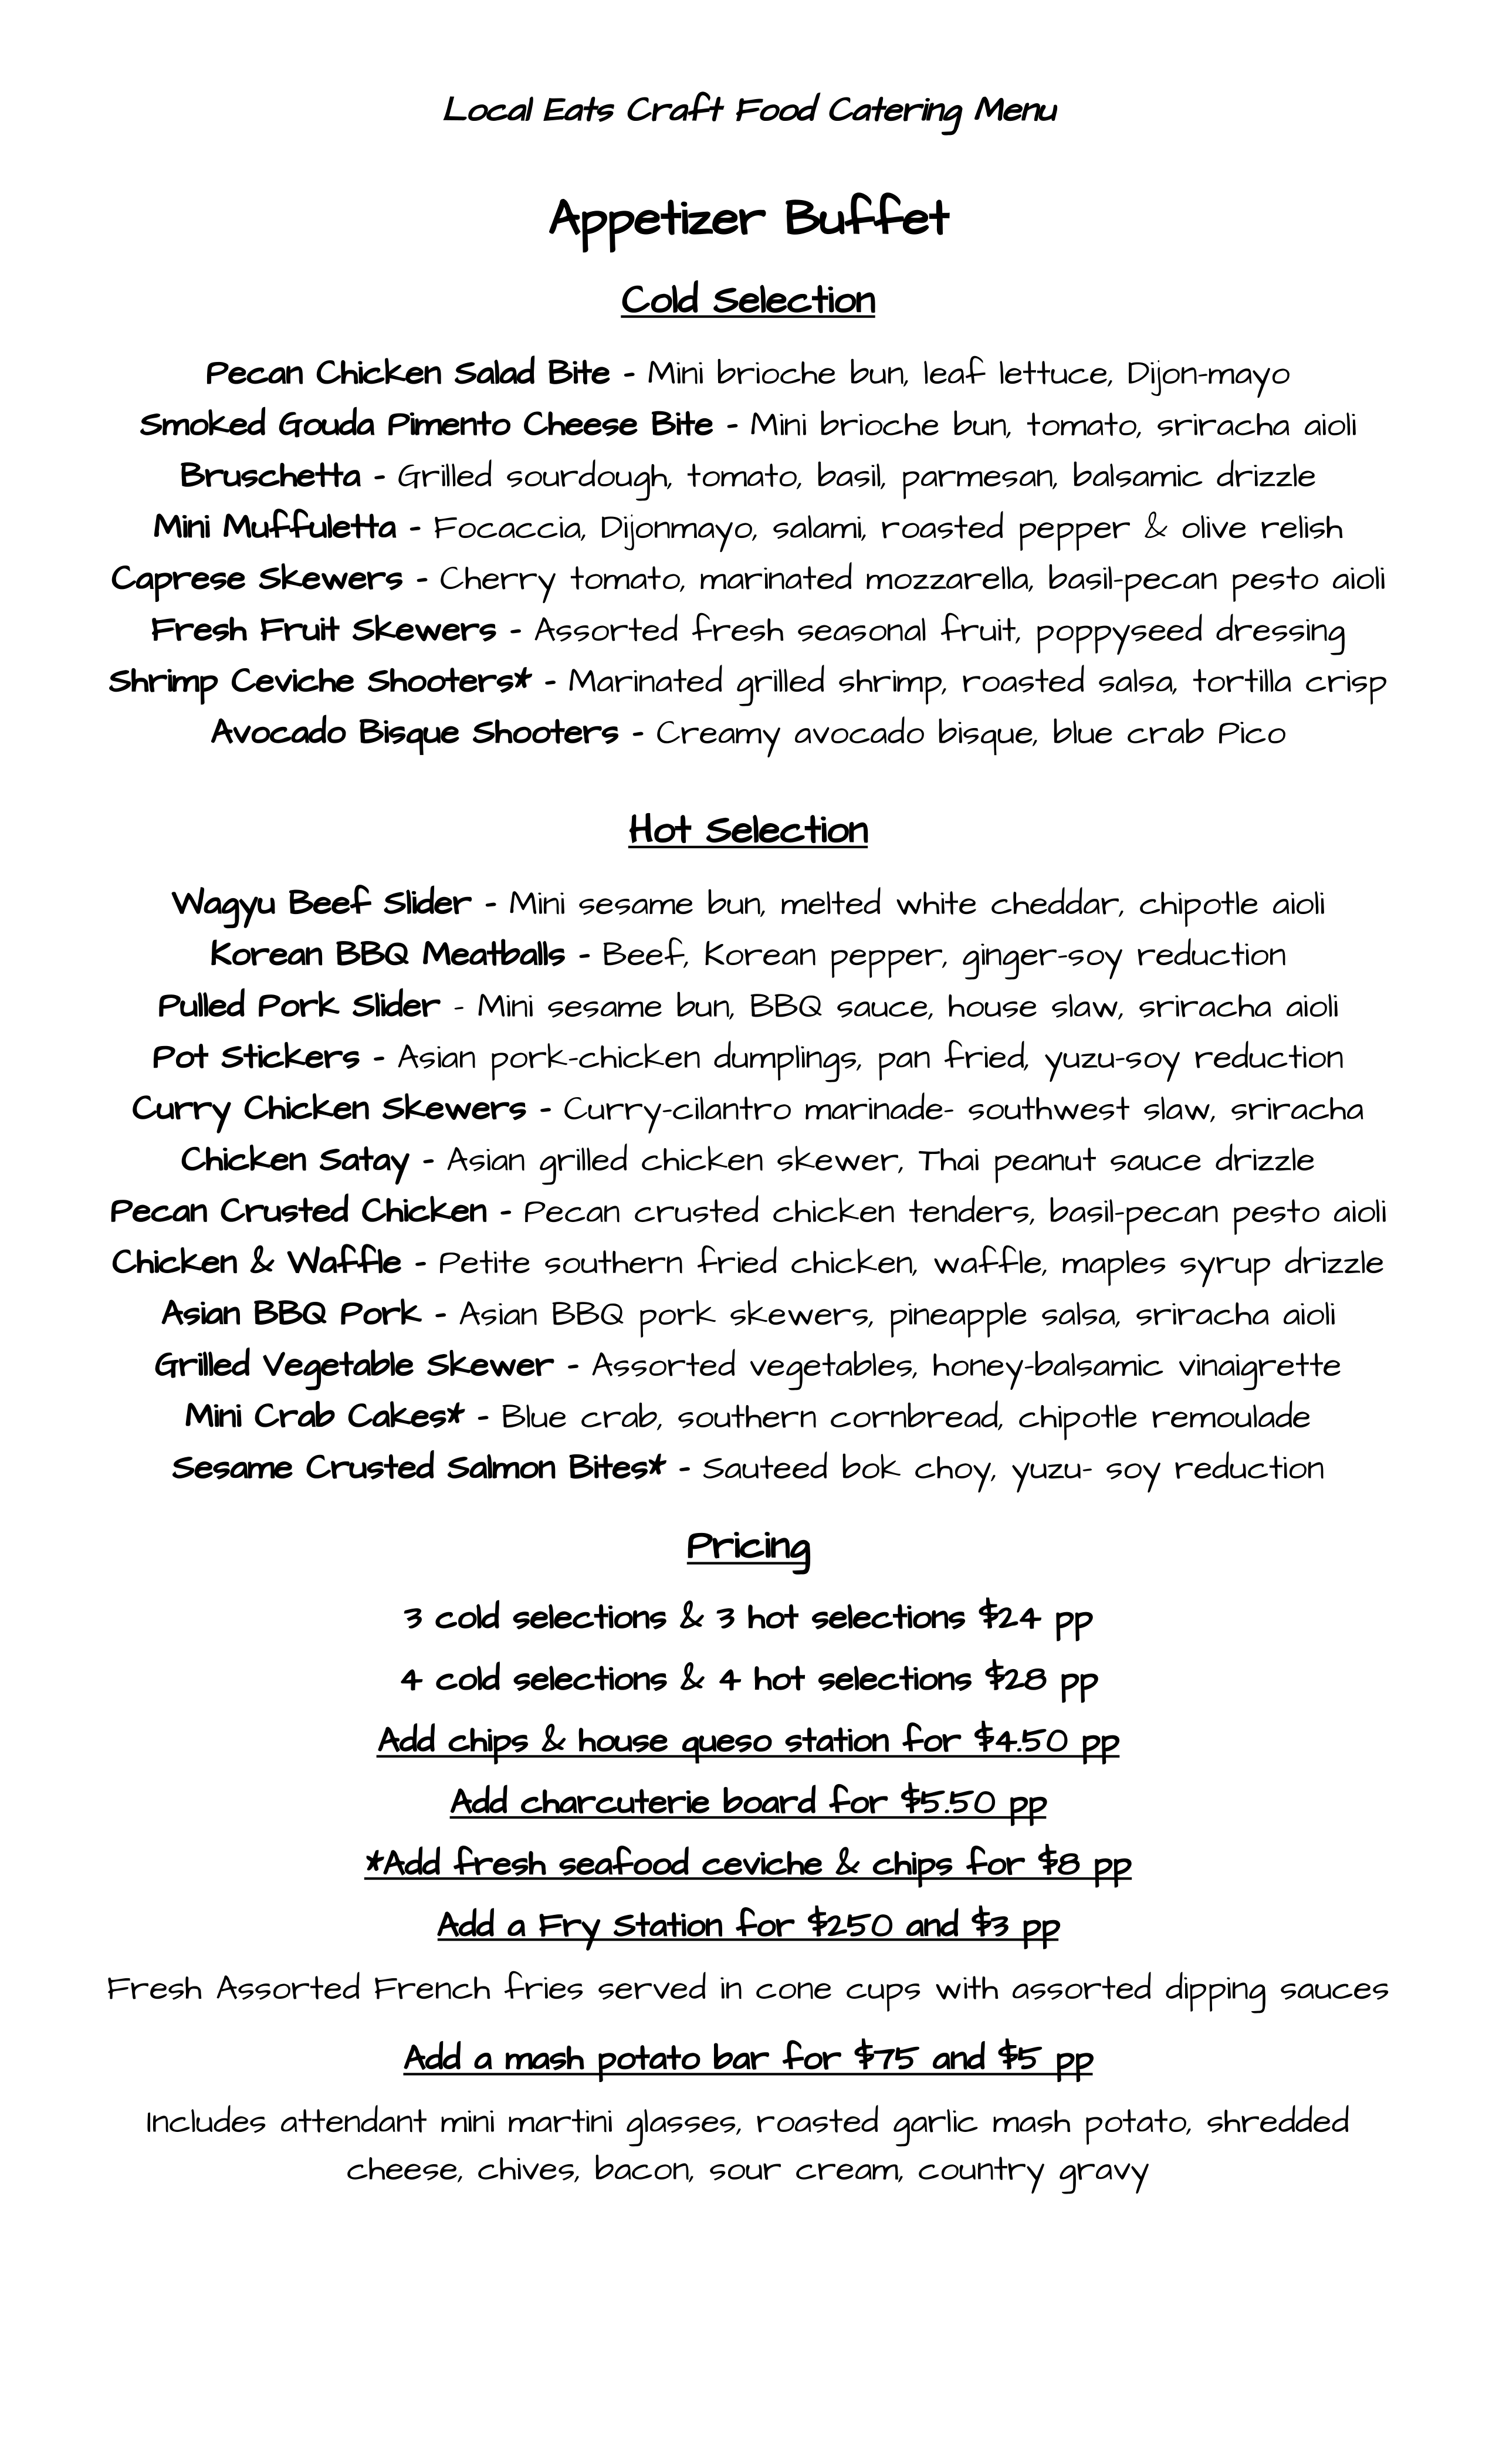 Local Eats Craft Food Catering Menu
Appetizer Buffet
Cold Selection
Pecan Chicken Salad Bite - Mini brioche bun, leaf lettuce, Dijon-mayo
Smoked Gouda Pimento Cheese Bite - Mini brioche bun, tomato, sriracha aioli
Bruschetta - Grilled sourdough, tomato, basil, parmesan, balsamic drizzle
Mini Muffuletta - Focaccia, Dijonmayo, salami, roasted pepper & olive relish
Caprese Skewers - Cherry tomato, marinated mozzarella, basil-pecan pesto aioli
Fresh Fruit Skewers - Assorted fresh seasonal fruit, poppyseed dressing
Shrimp Ceviche Shooters* - Marinated grilled shrimp, roasted salsa, tortilla crisp
Avocado Bisque Shooters - Creamy avocado bisque, blue crab Pico
Hot Selection
Wagyu Beef Slider - Mini sesame bun, melted white cheddar, chipotle aioli
Korean BBQ Meatballs - Beef, Korean pepper, ginger-soy reduction
Pulled Pork Slider - Mini sesame bun, BBQ sauce, house slaw, sriracha aioli
Pot Stickers - Asian pork-chicken dumplings, pan fried, yuzu-soy reduction
Curry Chicken Skewers - Curry-cilantro marinade- southwest slaw, sriracha
Chicken Satay - Asian grilled chicken skewer, Thai peanut sauce drizzle
Pecan Crusted Chicken - Pecan crusted chicken tenders, basil-pecan pesto aioli
Chicken & Waffle - Petite southern fried chicken, waffle, maples syrup drizzle
Asian BBQ Pork - Asian BBQ pork skewers, pineapple salsa, sriracha aioli
Grilled Vegetable Skewer - Assorted vegetables, honey-balsamic vinaigrette
Mini Crab Cakes* - Blue crab, southern cornbread, chipotle remoulade
Sesame Crusted Salmon Bites* - Sauteed bok choy, yuzu- soy reduction
Pricing
3 cold selections & 3 hot selections $24 pp
4 cold selections & 4 hot selections $28 pp
Add chips & house queso station for $4.50 pp
Add charcuterie board for $5.50 pp
*Add fresh seafood ceviche & chips for $8 pp
Add a Fry Station for $250 and $3 pp
Fresh Assorted French fries served in cone cups with assorted dipping sauces
Add a mash potato bar for $75 and $5 pp
Includes attendant mini martini glasses, roasted garlic mash potato, shredded
cheese, chives, bacon, sour cream, country gravy